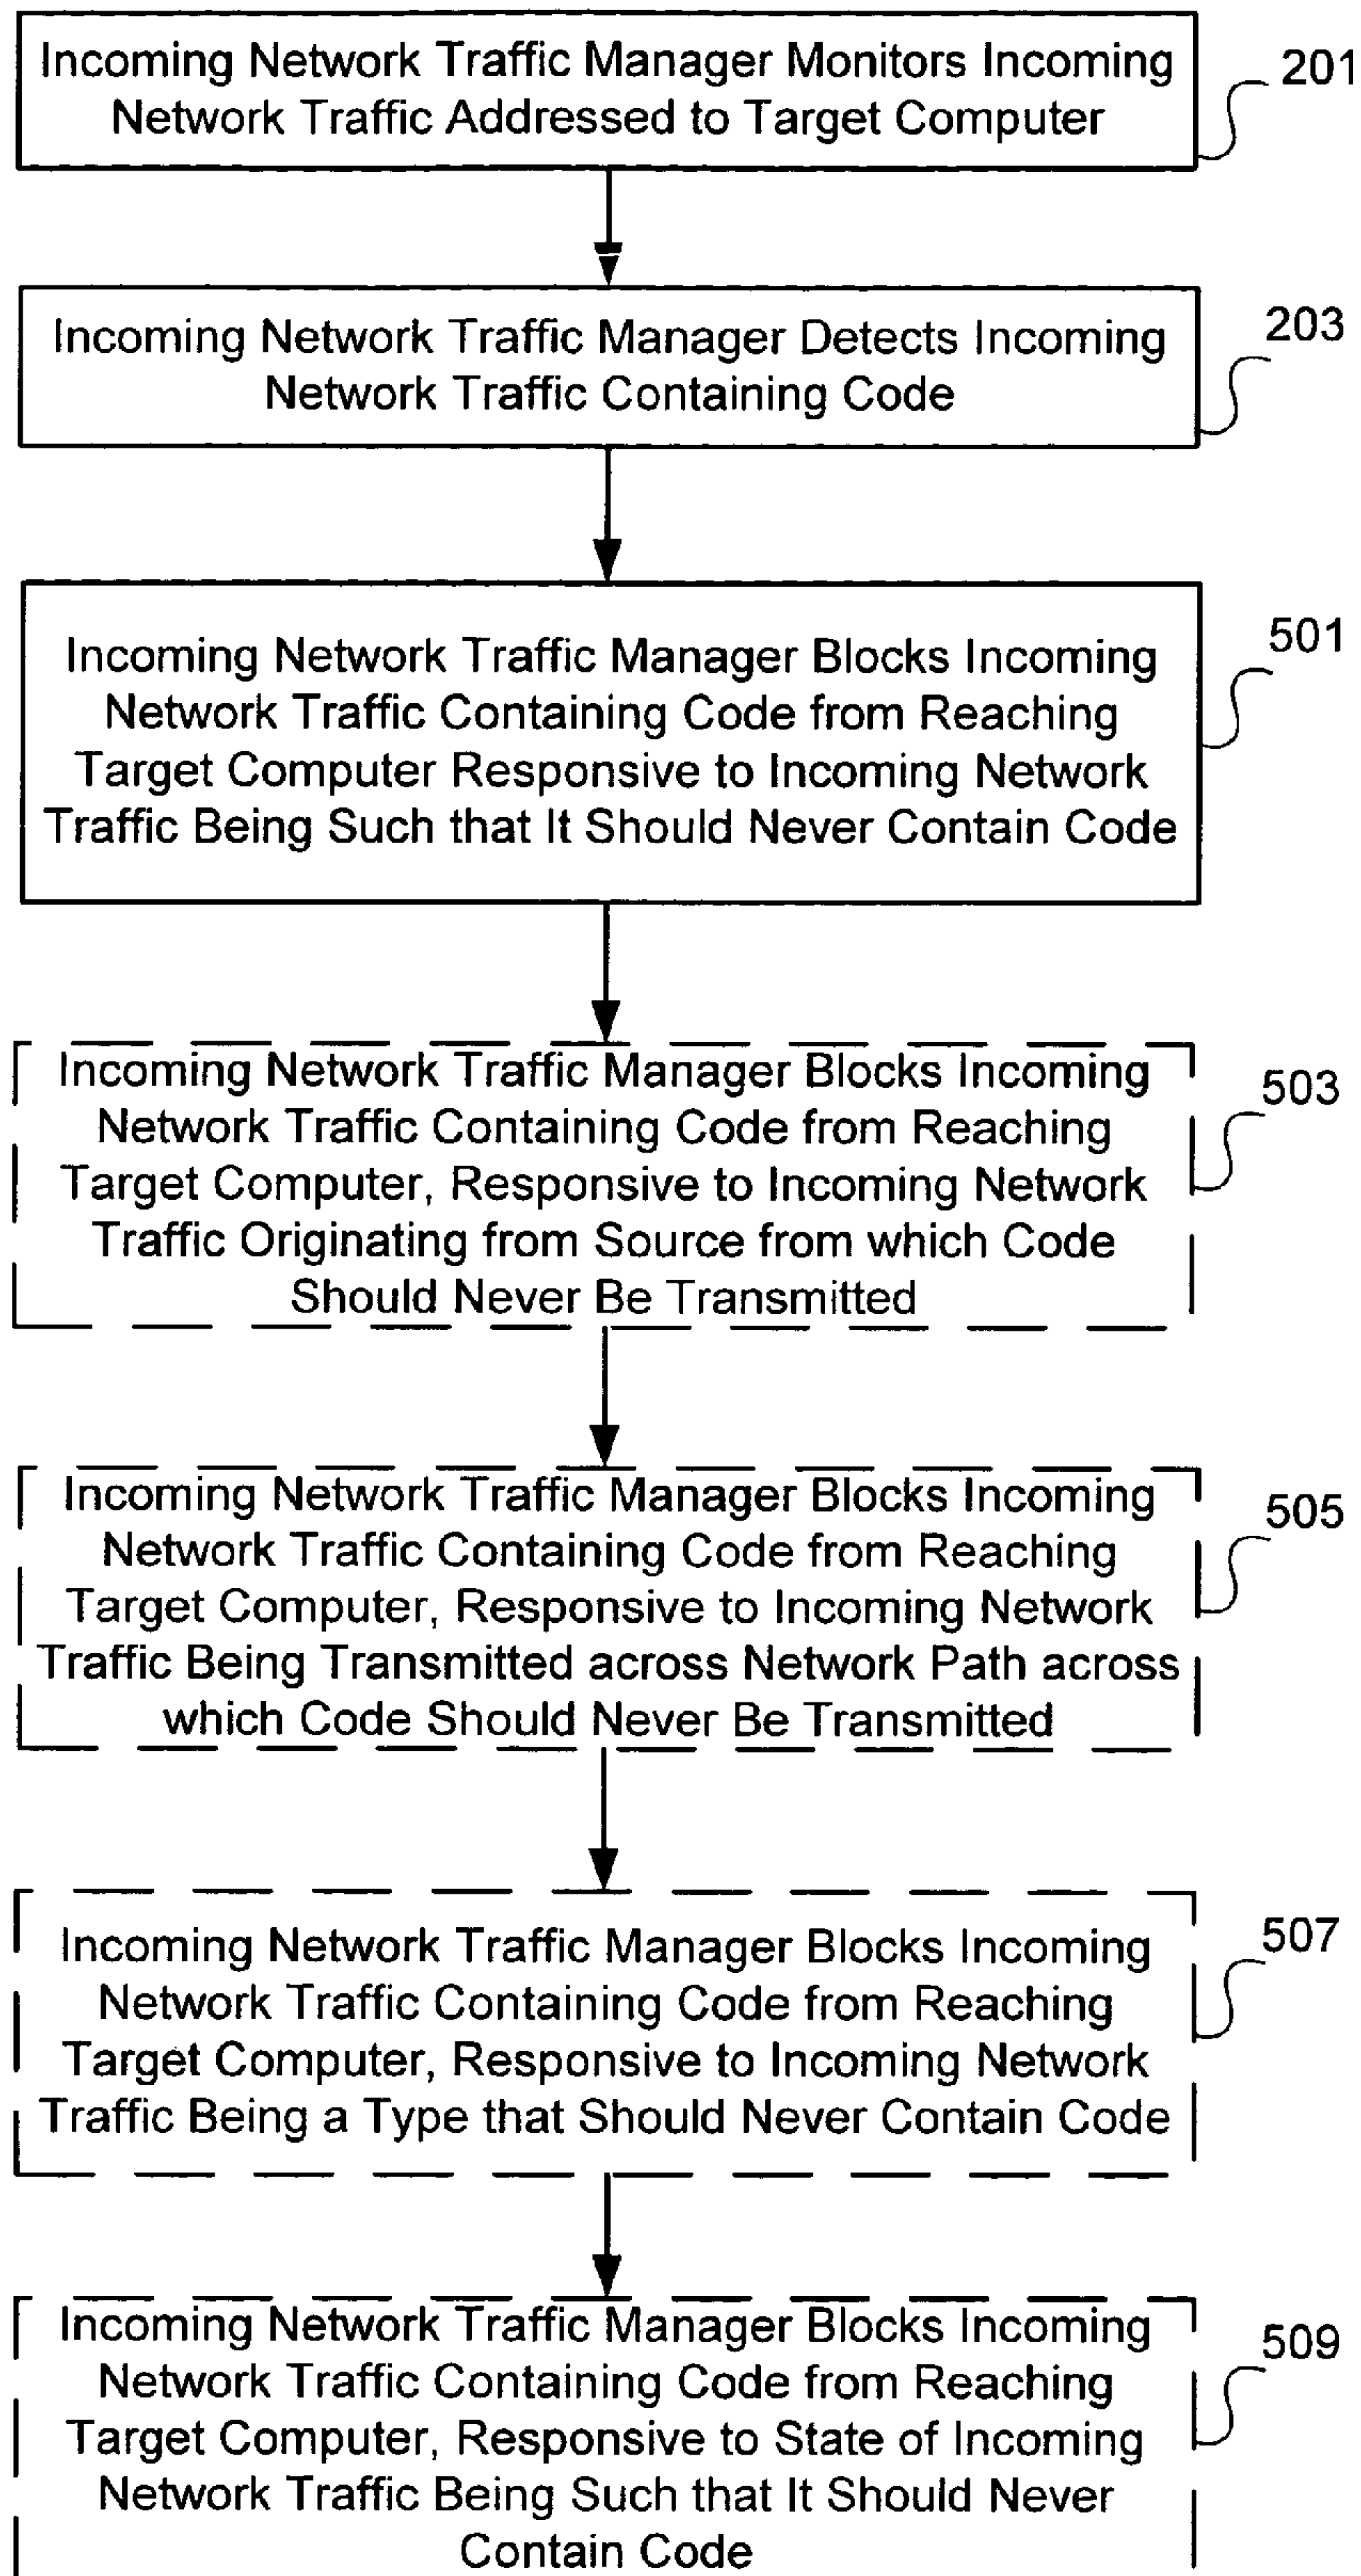 Incoming Network Traffic Manager Monitors Incoming
Network Traffic Addressed to Target Computer
201
Incoming Network Traffic Manager Detects Incoming
Network Traffic Containing Code
203
Incoming Network Traffic Manager Blocks Incoming
Network Traffic Containing Code from Reaching
Target Computer Responsive to Incoming Network
Traffic Being Such that It Should Never Contain Code
501
Incoming Network Traffic Manager Blocks Incoming
Network Traffic Containing Code from Reaching
Target Computer, Responsive to Incoming Network
Traffic Originating from Source from which Code
Should Never Be Transmitted
503
Incoming Network Traffic Manager Blocks Incoming
Network Traffic Containing Code from Reaching
Target Computer, Responsive to Incoming Network
Traffic Being Transmitted across Network Path across
which Code Should Never Be Transmitted
505
Incoming Network Traffic Manager Blocks Incoming
Network Traffic Containing Code from Reaching
Target Computer, Responsive to Incoming Network
Traffic Being a Type that Should Never Contain Code
507
Incoming Network Traffic Manager Blocks Incoming
Network Traffic Containing Code from Reaching
Target Computer, Responsive to State of Incoming
Network Traffic Being Such that It Should Never
Contain Code
509